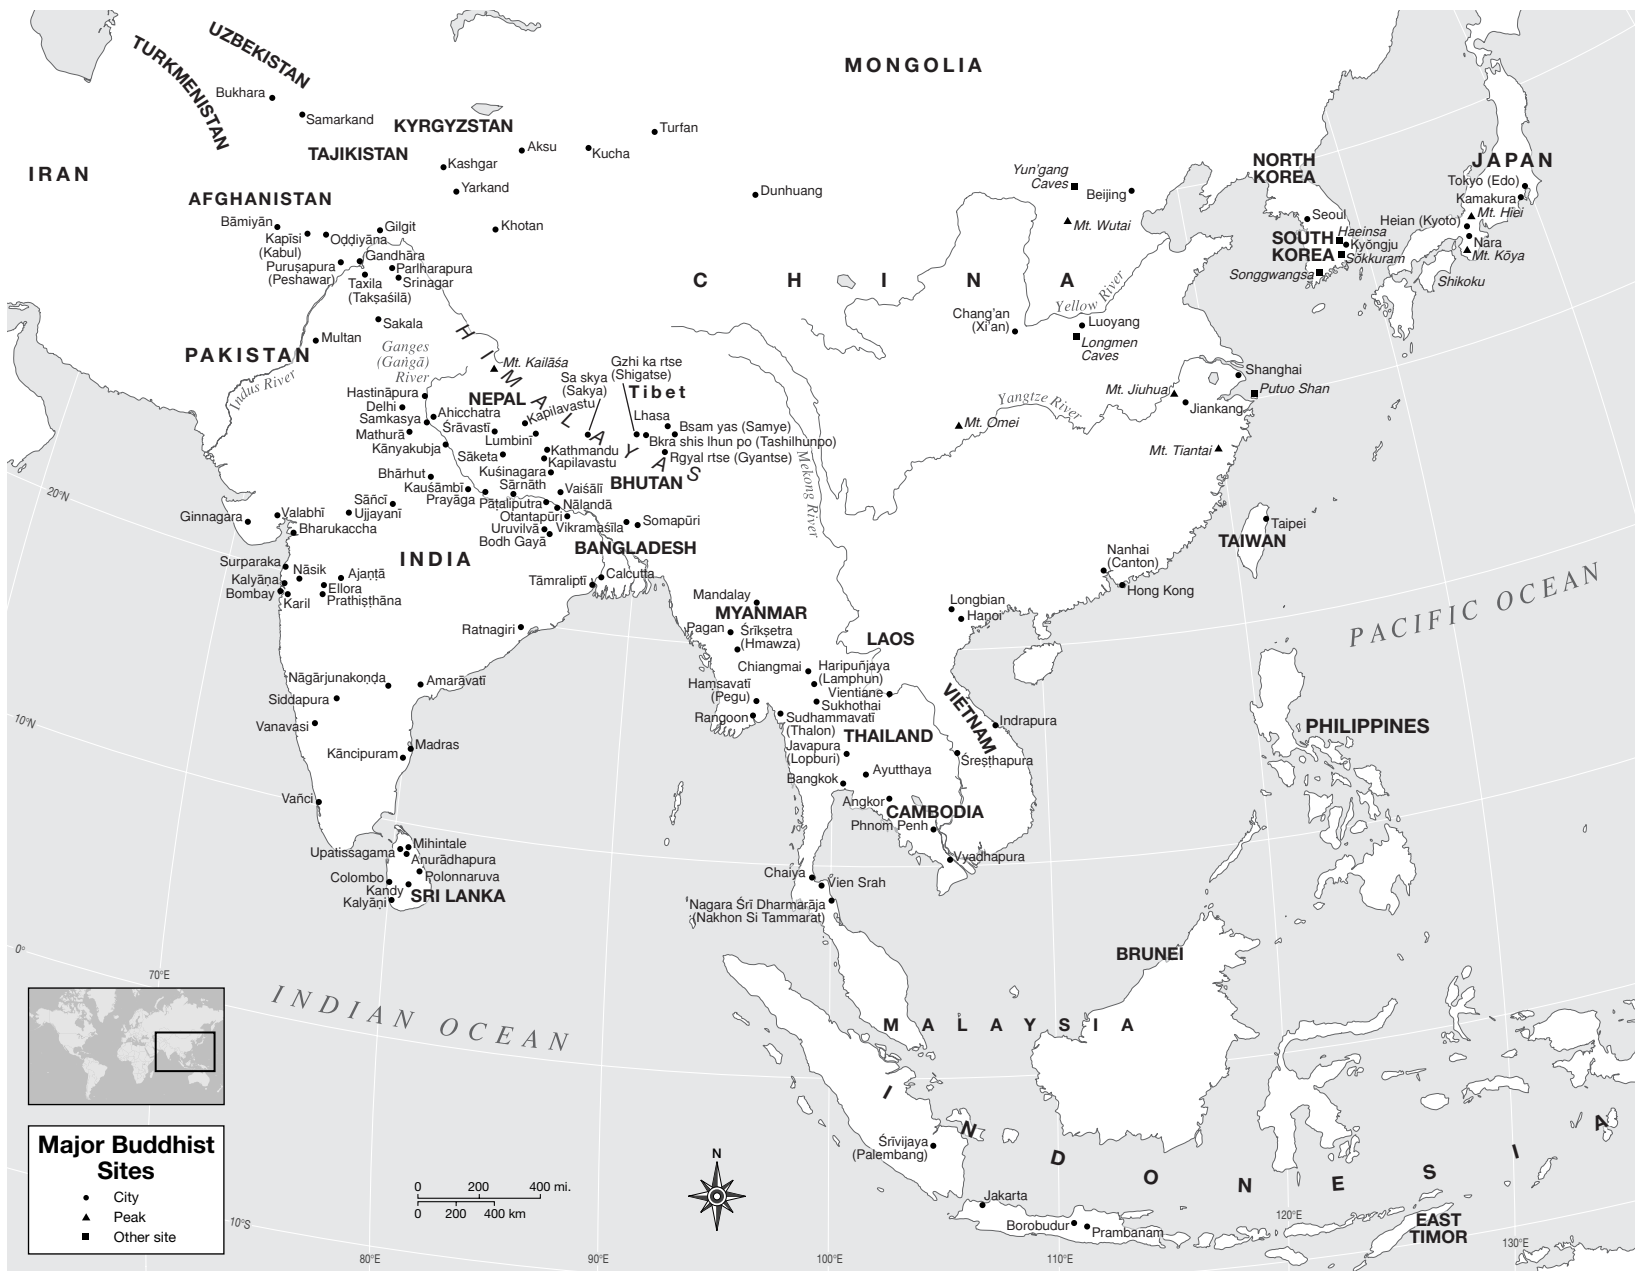 UZBEKISTAN
TURKMENISTAN
MONGOLIA
Bukhara
Samarkand
KYRGYZSTAN
Turfan
TAJIKISTAN
Aksu
Kucha
Kashgar
IRAN
Yarkand
Dunhuang
Yun'gang
Caves
Beijing
NORTH
KOREA
JAPAN
Tokyo (Edo)
Kamakura
AFGHANISTAN
Bāmiyān
Gilgit
Khotan
Mt. Wutai
Seoul
Heian (Kyoto)
Mt. Hiei
Kapīsi
(Kabul)
Oḍḍiyāna
Gandhāra
SOUTH
KOREA
Haeinsa
Kyŏngju
Sŏkkuram
Nara
Mt. Kōya
Puruṣapura
(Peshawar)
Parlharapura
Srinagar
Taxila
(Takṣaśilā)
Songgwangsa
Shikoku
CHINA
Yellow River
Sakala
Chang'an
(Xi'an)
Luoyang
Longmen
Caves
Multan
PAKISTAN
Ganges
(Gaṅgā)
River
HIMALAYAS
Mt. Kailāśa
Gzhi ka rtse
(Shigatse)
Sa skya
(Sakya)
Tibet
Shanghai
Putuo Shan
Mt. Jiuhuai
Jiankang
Indus River
Hastināpura
Delhi
Samkasya
Mathurā
Kānyakubja
NEPAL
Ahicchatra
Śrāvastī
Kapilavastu
Lumbinī
Lhasa
Bsam yas (Samye)
Bkra shis lhun po (Tashilhunpo)
Rgyal rtse (Gyantse)
Yangtze River
Mt. Omei
Mt. Tiantai
Mekong River
Sāketa
Kathmandu
Kapilavastu
Kuśinagara
BHUTAN
Bhārhut
Kauśāmbī
Prayāga
Sārnāth
Vaiśālī
Pāṭaliputra
Nālandā
20°N
Sāñcī
Ujjayanī
Otantapūri
Uruvilvā
Vikramaśīla
Somapūri
Bodh Gayā
Ginnagara
Valabhī
Bharukaccha
INDIA
BANGLADESH
Taipei
TAIWAN
Surparaka
Nāsik
Ajaṇṭā
Kalyāṇa
Ellora
Bombay
Karil
Prathiṣṭhāna
Tāmraliptī
Calcutta
Nanhai
(Canton)
Hong Kong
PACIFIC OCEAN
Mandalay
MYANMAR
Longbian
Hanoi
Ratnagiri
Pagan
Śrīkṣetra
(Hmawza)
LAOS
Chiangmai
Haripuñjaya
(Lamphun)
Nāgārjunakoṇḍa
Amarāvatī
Siddapura
Haṃsavatī
(Pegu)
Vientiane
Sukhothai
VIETNAM
10°N
Vanavasi
Rangoon
Sudhammavatī
(Thalon)
Indrapura
PHILIPPINES
THAILAND
Madras
Kāncipuram
Javapura
(Lopburi)
Śreṣṭhapura
Bangkok
Ayutthaya
Vañci
Angkor
CAMBODIA
Phnom Penh
Upatissagama
Mihintale
Anurādhapura
Vyadhapura
Colombo
Polonnaruva
Kandy
SRI LANKA
Kalyāṇi
Chaiya
Vien Srah
Nagara Śrī Dharmarāja
(Nakhon Si Tammarat)
0°
BRUNEI
70°E
INDIAN OCEAN
MALAYSIA
INDONESIA
Śrīvijaya
(Palembang)
Major Buddhist
Sites
City
Peak
Other site
0 200 400 mi.
0 200 400 km
N
Jakarta
Borobudur
Prambanam
EAST
TIMOR
10°S
80°E
90°E
100°E
110°E
120°E
130°E